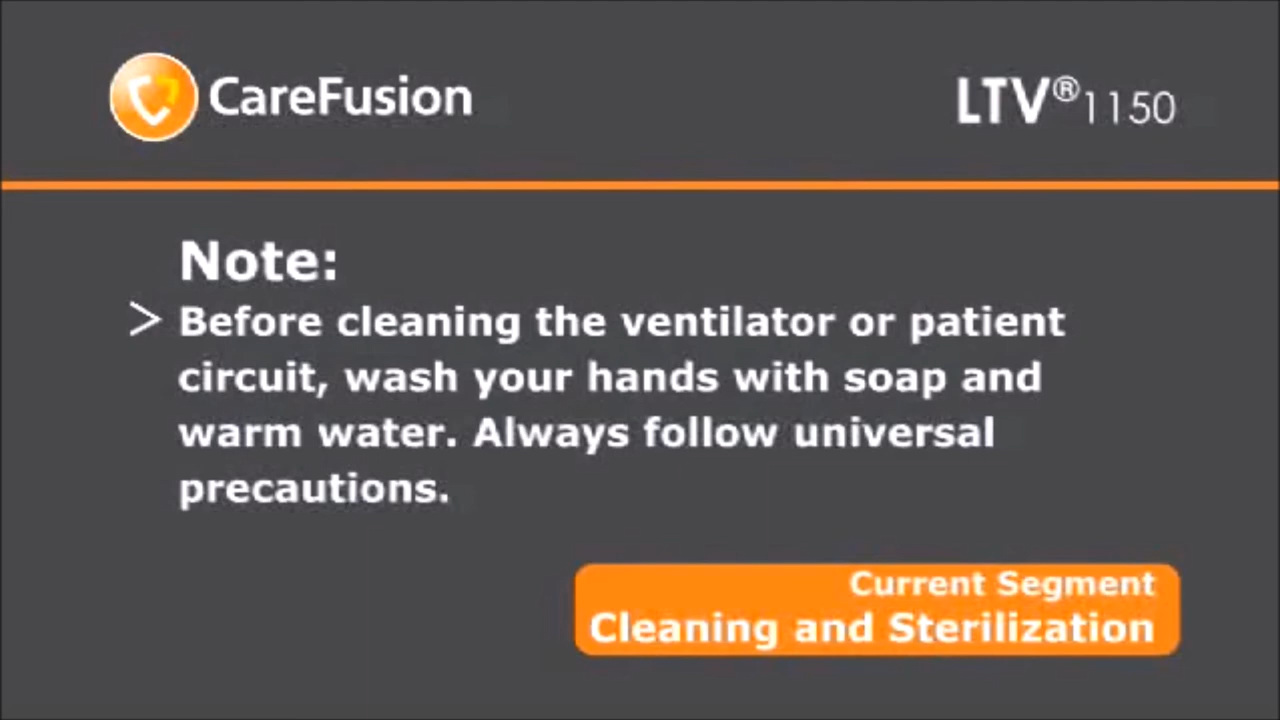 CareFusion
LTV® 1150
Note:
> Before cleaning the ventilator or patient
circuit, wash your hands with soap and
warm water. Always follow universal
precautions.
Current Segment
Cleaning and Sterilization